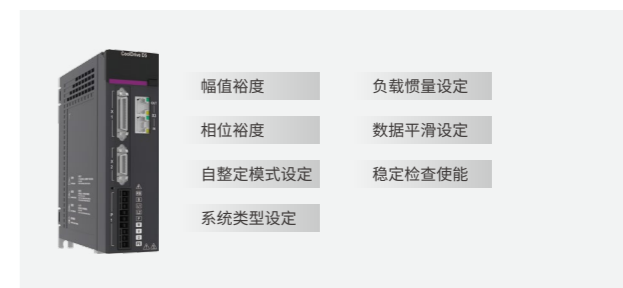 CoolDrive DS
幅值裕度
负载惯量设定
相位裕度
数据平滑设定
自整定模式设定
稳定检查使能
系统类型设定